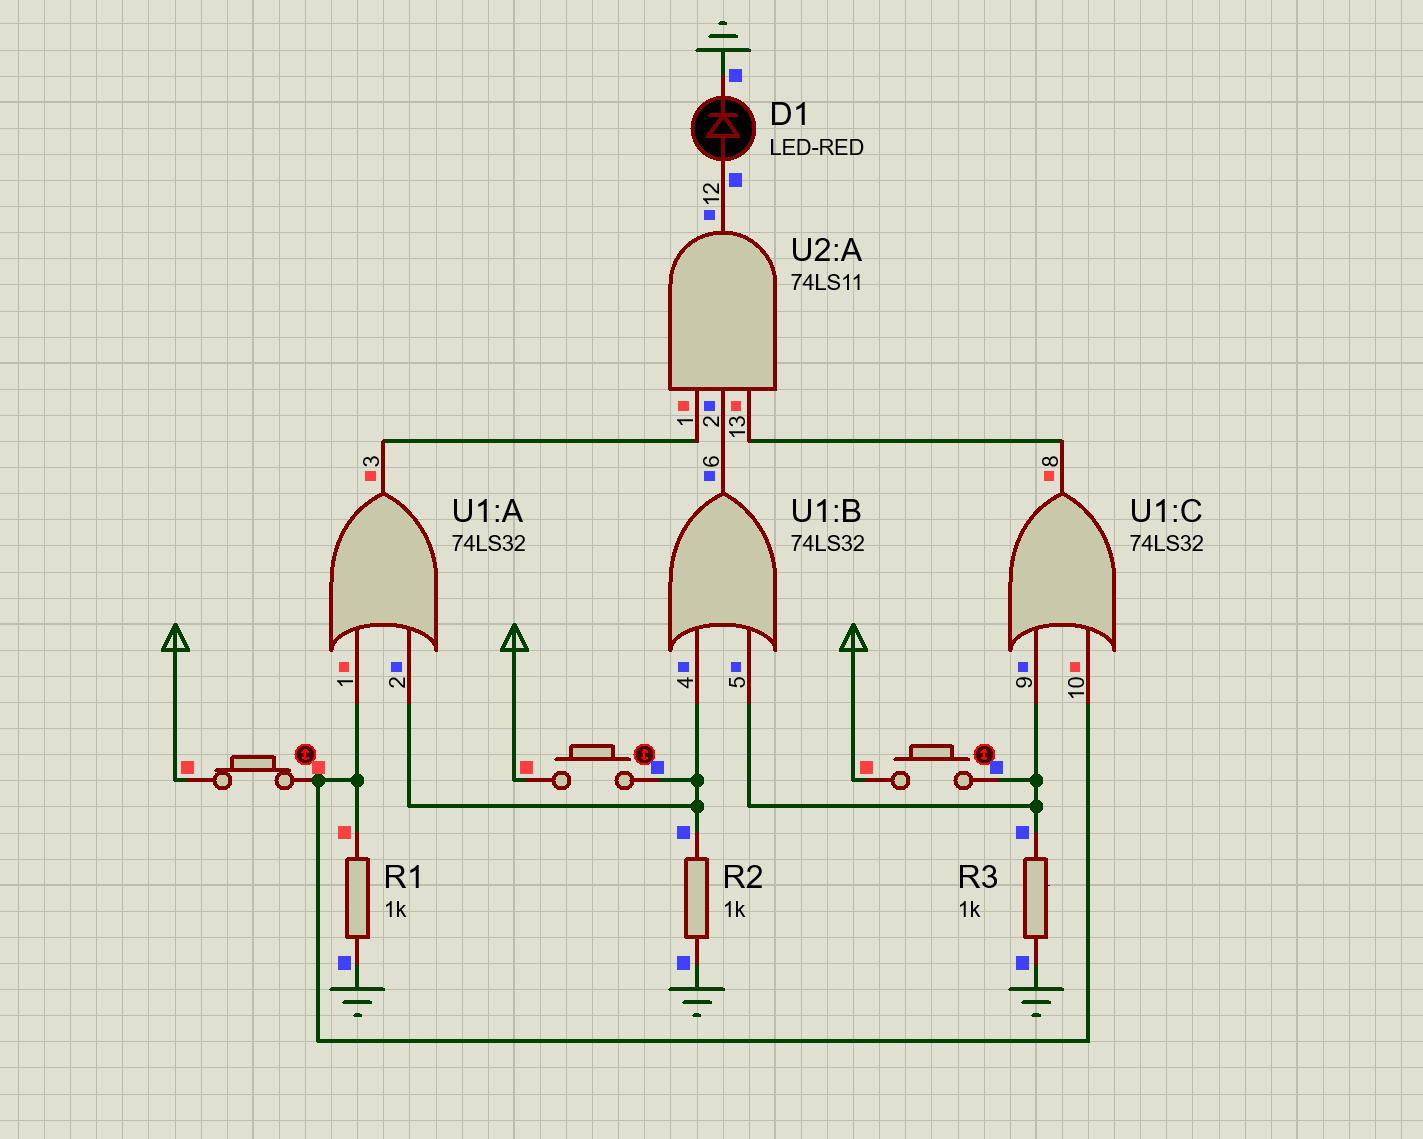 D1
LED-RED
12
U2:A
74LS11
1
2
13
3
6
8
U1:A
74LS32
U1:B
74LS32
U1:C
74LS32
1
2
4
5
9
10
R1
1k
R2
1k
R3
1k